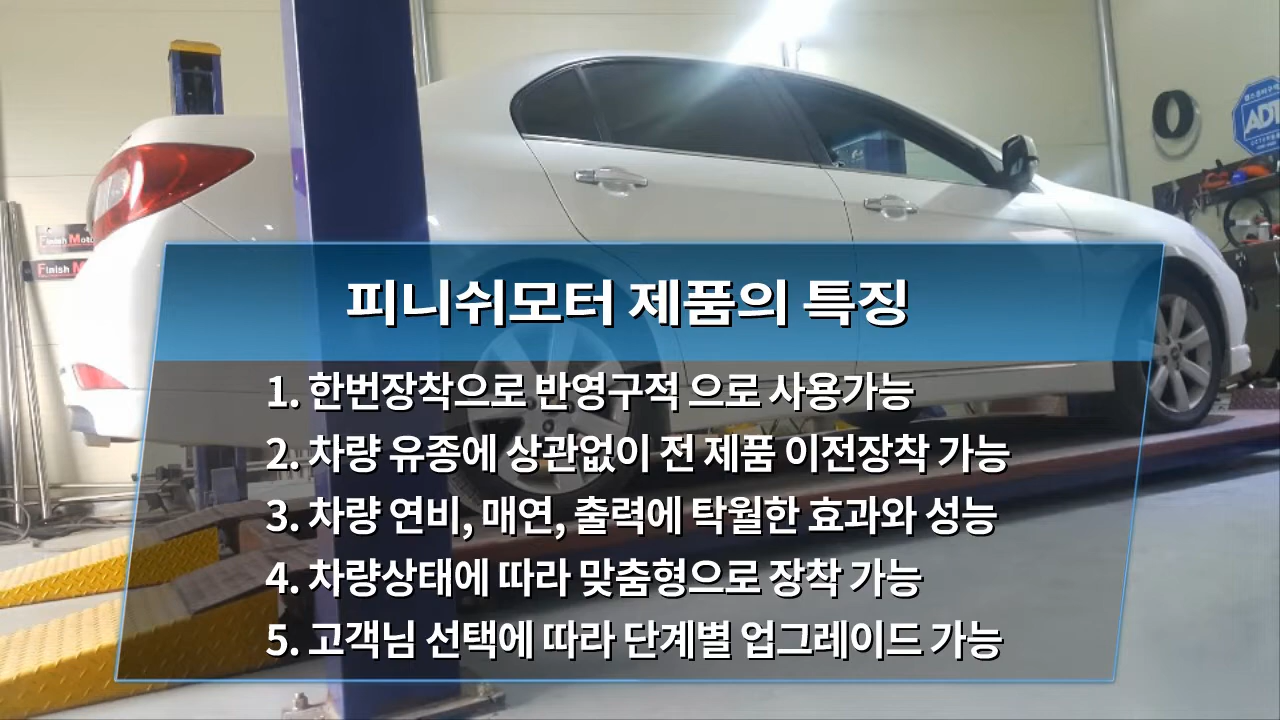 ADT
Finish Moto
Finish M
피니쉬모터 제품의 특징
1. 한번장착으로 반영구적 으로 사용가능
2. 차량 유종에 상관없이 전 제품 이전장착 가능
3. 차량 연비, 매연, 출력에 탁월한 효과와 성능
4. 차량상태에 따라 맞춤형으로 장착 가능
5. 고객님 선택에 따라 단계별 업그레이드 가능